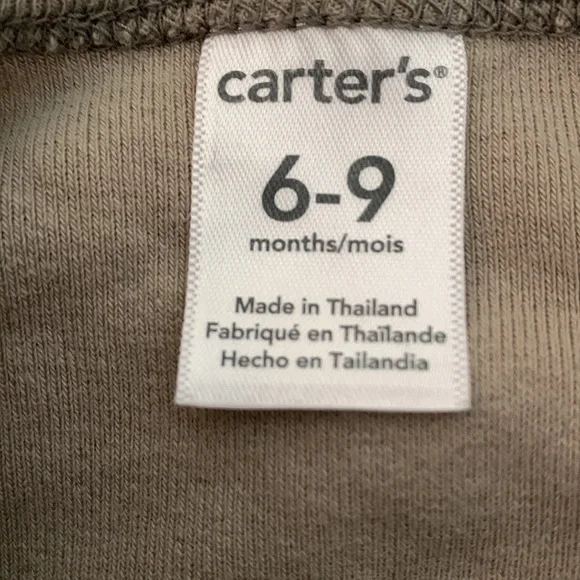 carter's®
6-9
months/mois
Made in Thailand
Fabriqué en Thaïlande
Hecho en Tailandia